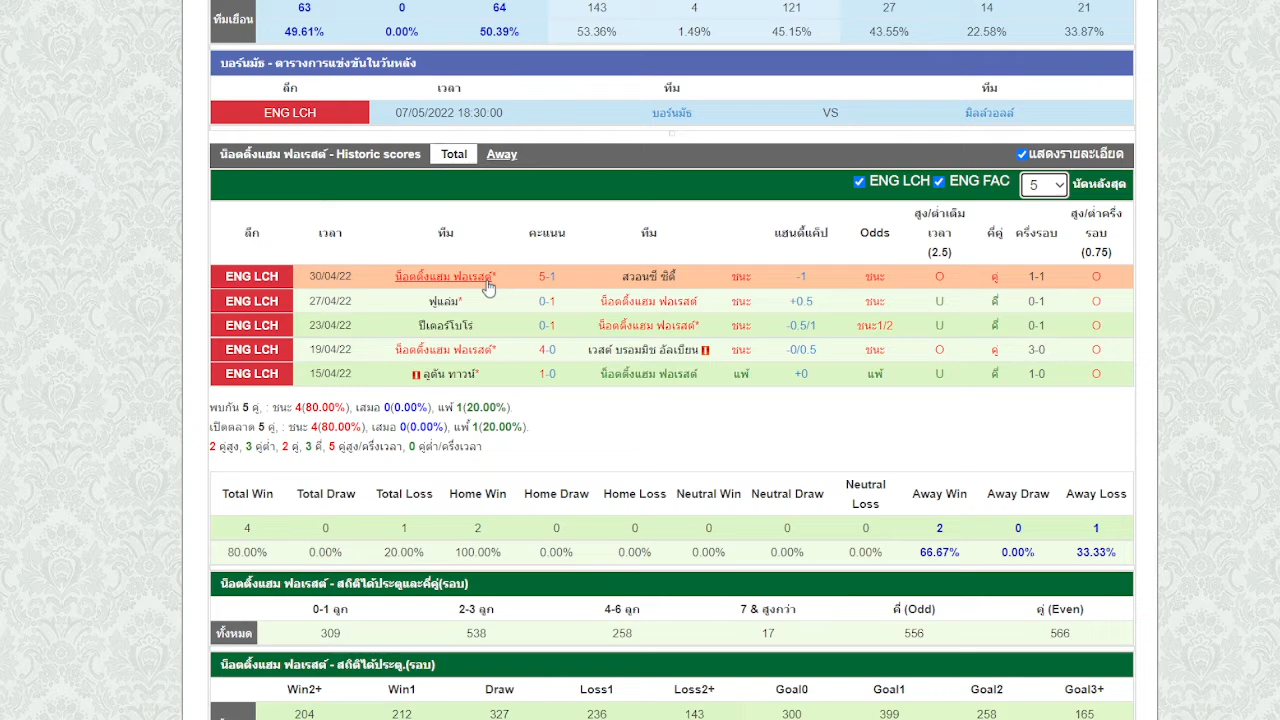 63 0 64 143 4 121 27 14 21
ทีมเยือน
49.61% 0.00% 50.39% 53.36% 1.49% 45.15% 43.55% 22.58% 33.87%
บอร์นมัธ - ตารางการแข่งขันในวันหลัง
ลีก เวลา ทีม ทีม
ENG LCH 07/05/2022 18:30:00 บอร์นมัธ VS มิลล์วอลล์
น็อตติ้งแฮม ฟอเรสต์ - Historic scores Total Away แสดงรายละเอียด
ENG LCH ENG FAC 5 นัดหลังสุด
ลีก เวลา ทีม คะแนน ทีม แฮนดี้แค็ป Odds สูง/ต่ำเต็มเวลา (2.5) คี่คู่ ครึ่งรอบ สูง/ต่ำครึ่งรอบ (0.75)
ENG LCH 30/04/22 น็อตติ้งแฮม ฟอเรสต์* 5-1 สวอนซี ซิตี้ ชนะ -1 ชนะ O คู่ 1-1 O
ENG LCH 27/04/22 ฟูแล่ม* 0-1 น็อตติ้งแฮม ฟอเรสต์ ชนะ +0.5 ชนะ U คี่ 0-1 O
ENG LCH 23/04/22 ปีเตอร์โบโร่ 0-1 น็อตติ้งแฮม ฟอเรสต์* ชนะ -0.5/1 ชนะ1/2 U คี่ 0-1 O
ENG LCH 19/04/22 น็อตติ้งแฮม ฟอเรสต์* 4-0 เวสต์ บรอมมิช อัลเบียน 1 ชนะ -0/0.5 ชนะ O คู่ 3-0 O
ENG LCH 15/04/22 1 ลูตัน ทาวน์* 1-0 น็อตติ้งแฮม ฟอเรสต์ แพ้ +0 แพ้ U คี่ 1-0 O
พบกัน 5 คู่, : ชนะ 4(80.00%), เสมอ 0(0.00%), แพ้ 1(20.00%).
เปิดตลาด 5 คู่, : ชนะ 4(80.00%), เสมอ 0(0.00%), แพ้ 1(20.00%).
2 คู่สูง, 3 คู่ต่ำ, 2 คู่, 3 คี่, 5 คู่สูง/ครึ่งเวลา, 0 คู่ต่ำ/ครึ่งเวลา
Total Win Total Draw Total Loss Home Win Home Draw Home Loss Neutral Win Neutral Draw Neutral Loss Away Win Away Draw Away Loss
4 0 1 2 0 0 0 0 0 2 0 1
80.00% 0.00% 20.00% 100.00% 0.00% 0.00% 0.00% 0.00% 0.00% 66.67% 0.00% 33.33%
น็อตติ้งแฮม ฟอเรสต์ - สถิติได้ประตูและคี่คู่(รอบ)
0-1 ลูก 2-3 ลูก 4-6 ลูก 7 & สูงกว่า คี่ (Odd) คู่ (Even)
ทั้งหมด 309 538 258 17 556 566
น็อตติ้งแฮม ฟอเรสต์ - สถิติได้ประตู.(รอบ)
Win2+ Win1 Draw Loss1 Loss2+ Goal0 Goal1 Goal2 Goal3+
204 212 327 236 143 300 399 258 165